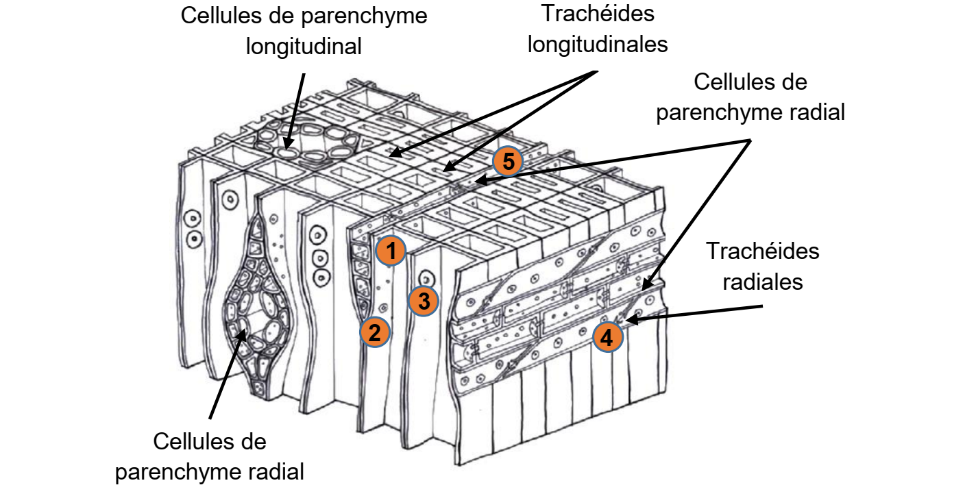 Cellules de parenchyme
longitudinal
Trachéides
longitudinales
Cellules de
parenchyme radial
5
1
Trachéides
radiales
3
2
4
Cellules de
parenchyme radial